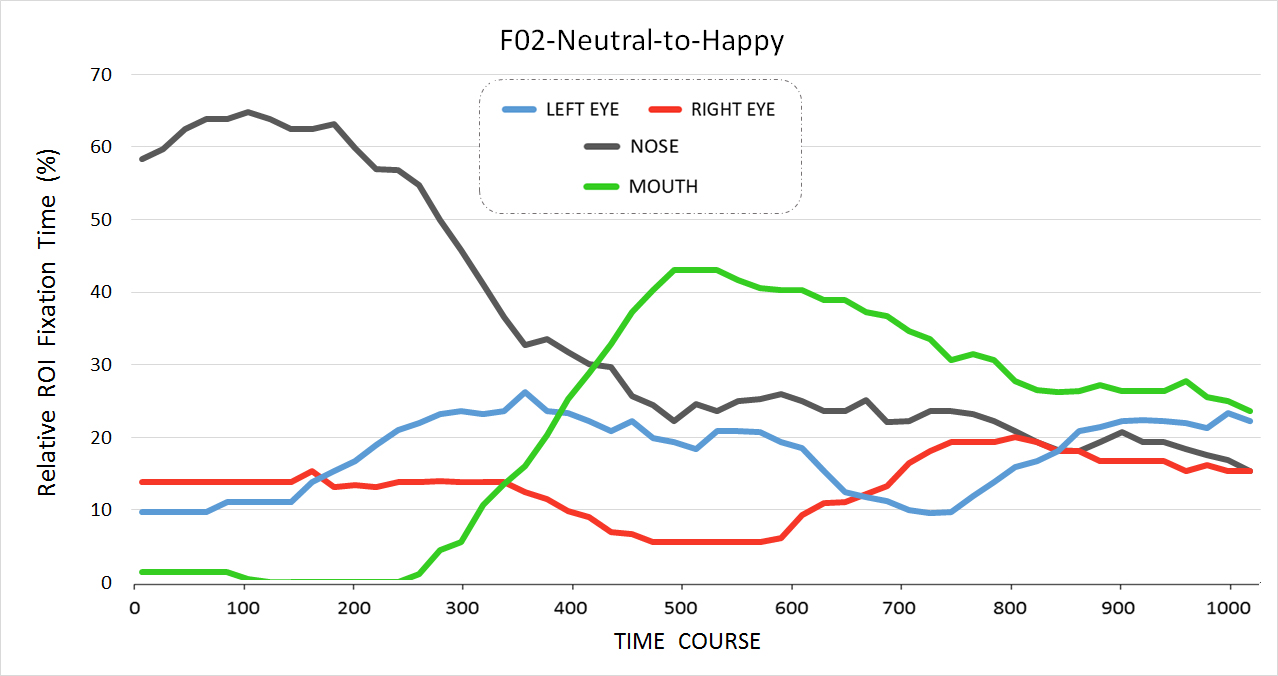 F02-Neutral-to-Happy
LEFT EYE RIGHT EYE
NOSE
MOUTH
Relative ROI Fixation Time (%)
70
60
50
40
30
20
10
0
0 100 200 300 400 500 600 700 800 900 1000
TIME COURSE